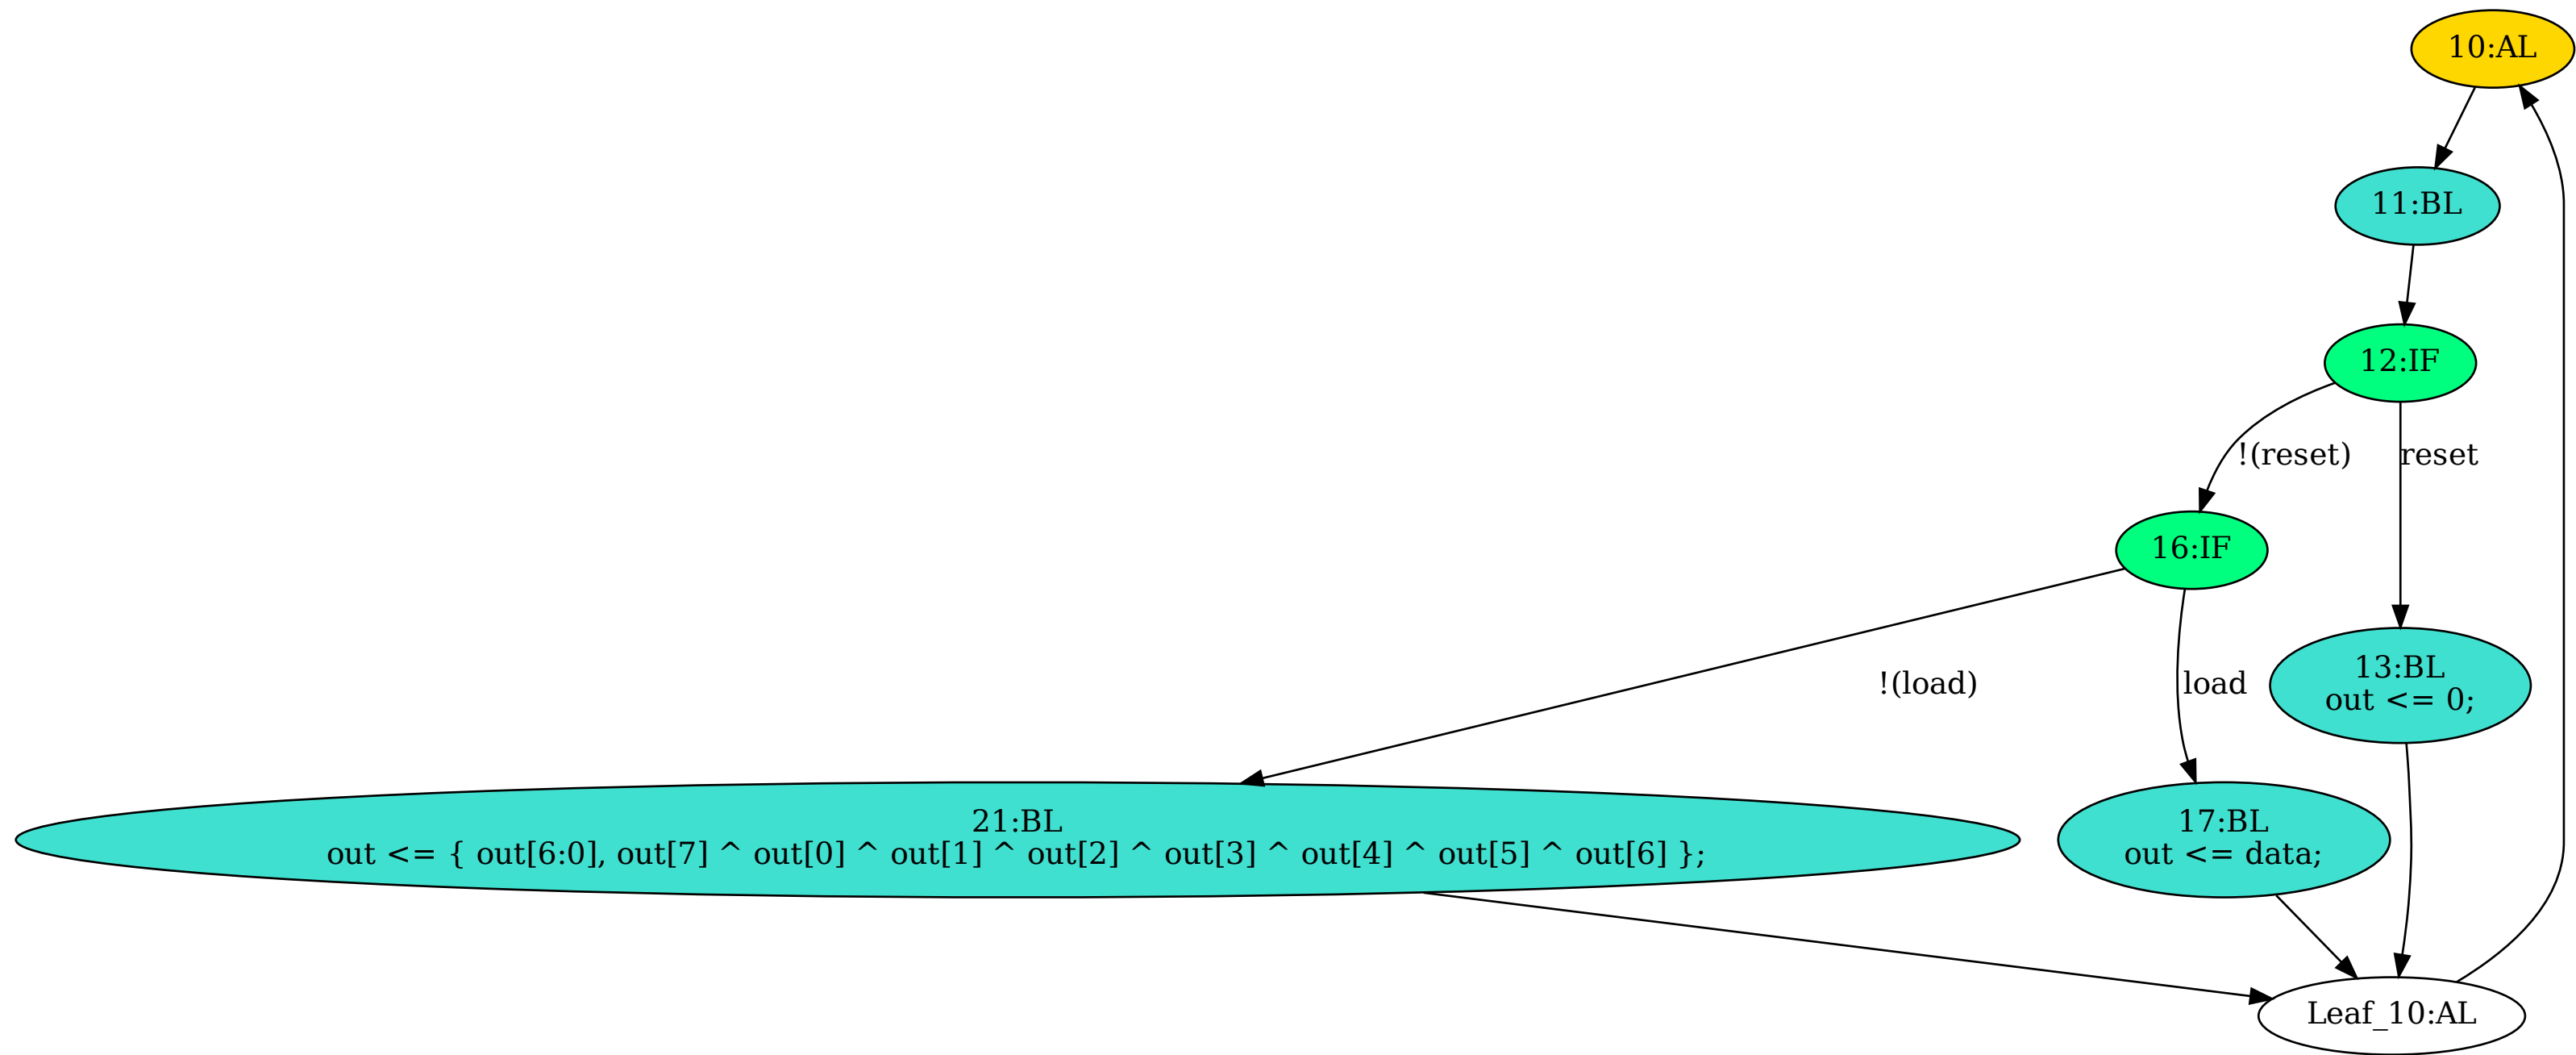 10:AL
11:BL
12:IF
!(reset)
reset
16:IF
!(load)
load
13:BL
out <= 0;
21:BL
out <= { out[6:0], out[7] ^ out[0] ^ out[1] ^ out[2] ^ out[3] ^ out[4] ^ out[5] ^ out[6] };
17:BL
out <= data;
Leaf_10:AL